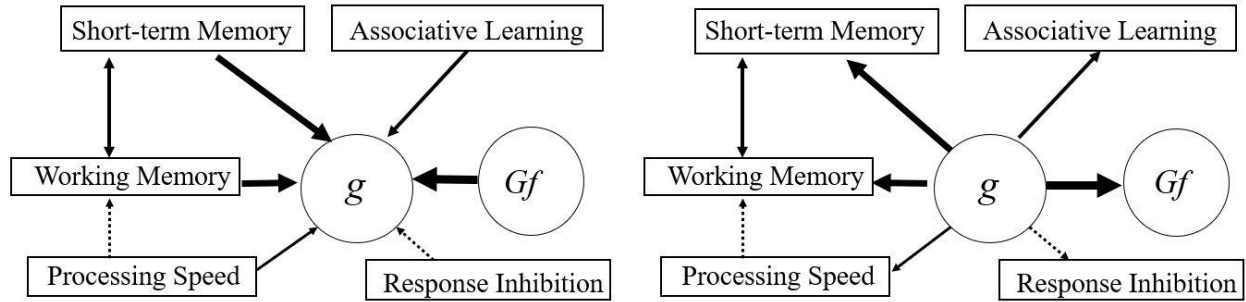 Short-term Memory
Associative Learning
Working Memory
g
Gf
Processing Speed
Response Inhibition
Short-term Memory
Associative Learning
Working Memory
g
Gf
Processing Speed
Response Inhibition